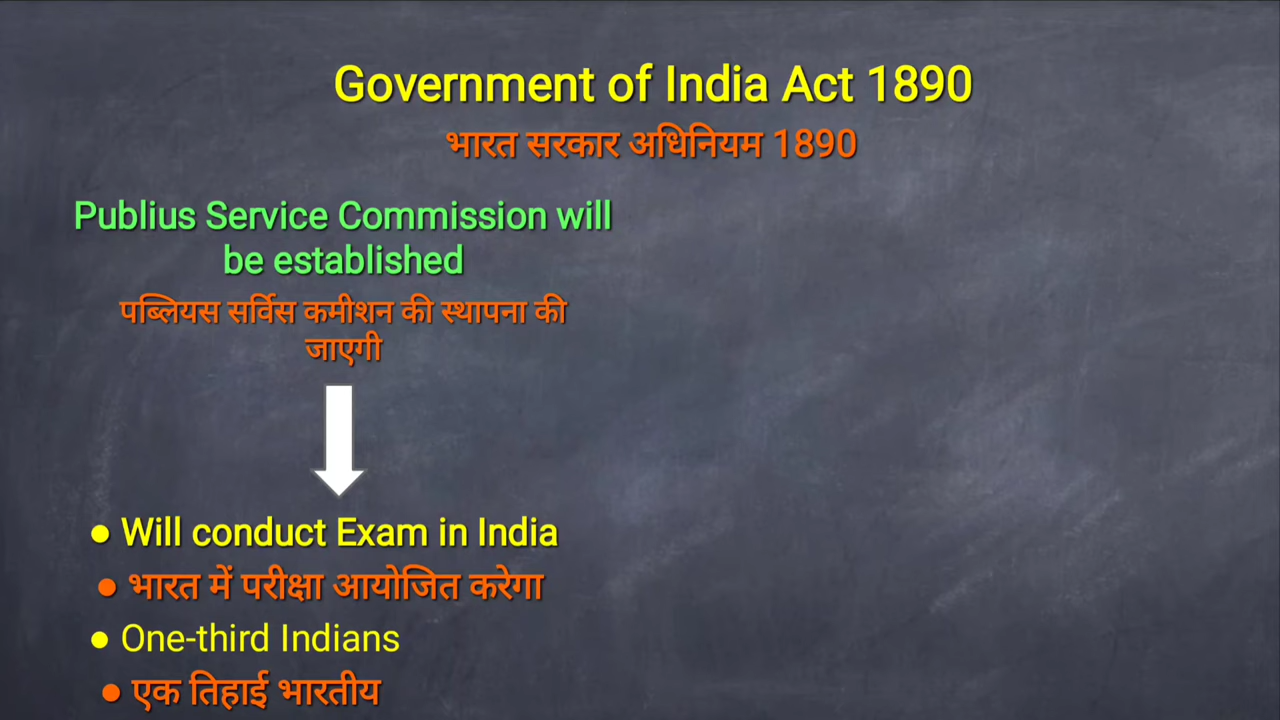 Government of India Act 1890
भारत सरकार अधिनियम 1890
Publius Service Commission will
be established
पब्लियस सर्विस कमीशन की स्थापना की
जाएगी
● Will conduct Exam in India
● भारत में परीक्षा आयोजित करेगा
● One-third Indians
● एक तिहाई भारतीय